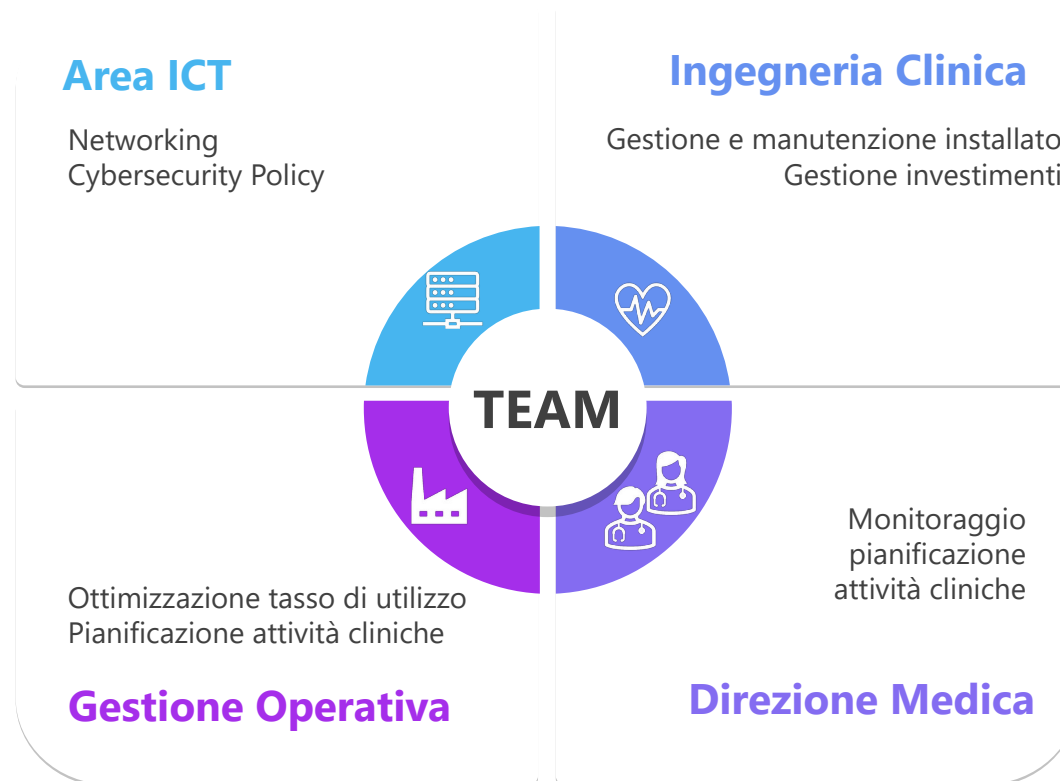 Area ICT
Networking
Cybersecurity Policy
Ingegneria Clinica
Gestione e manutenzione installato
Gestione investimenti
TEAM
Ottimizzazione tasso di utilizzo
Pianificazione attività cliniche
Gestione Operativa
Monitoraggio
pianificazione
attività cliniche
Direzione Medica